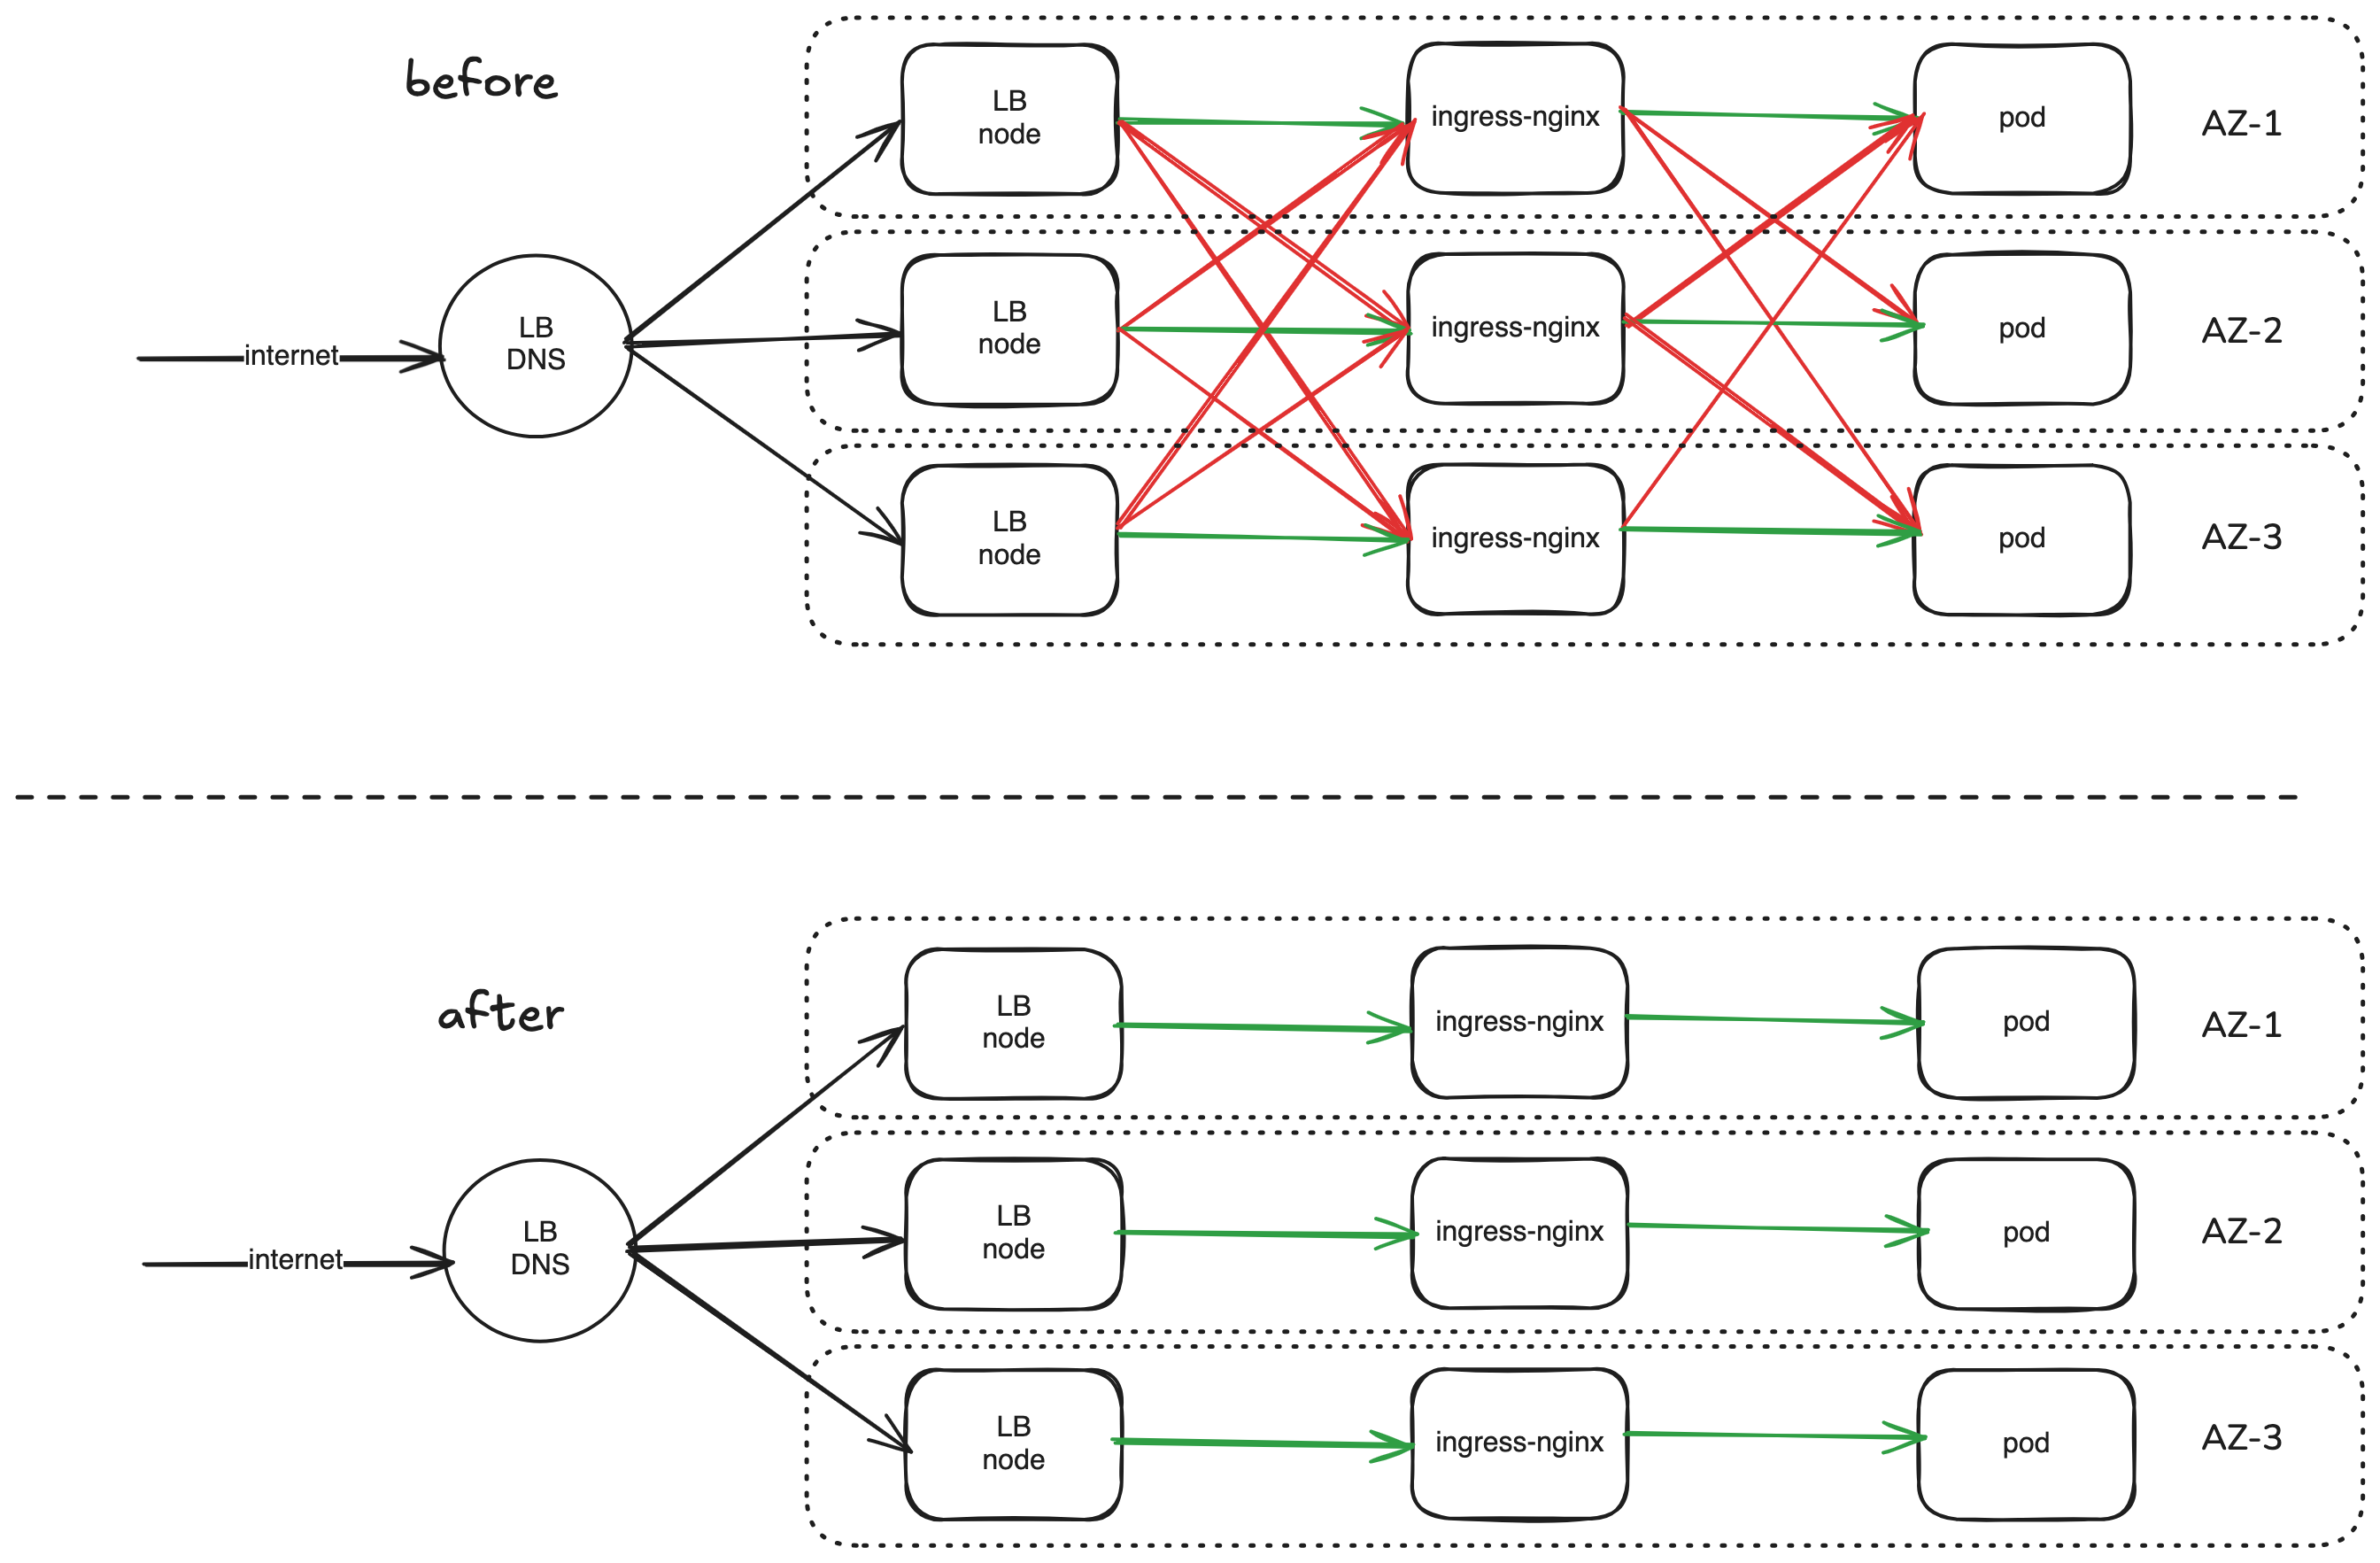 before
internet
LB
DNS
LB
node
ingress-nginx
pod
AZ-1
LB
node
ingress-nginx
pod
AZ-2
LB
node
ingress-nginx
pod
AZ-3
after
internet
LB
DNS
LB
node
ingress-nginx
pod
AZ-1
LB
node
ingress-nginx
pod
AZ-2
LB
node
ingress-nginx
pod
AZ-3